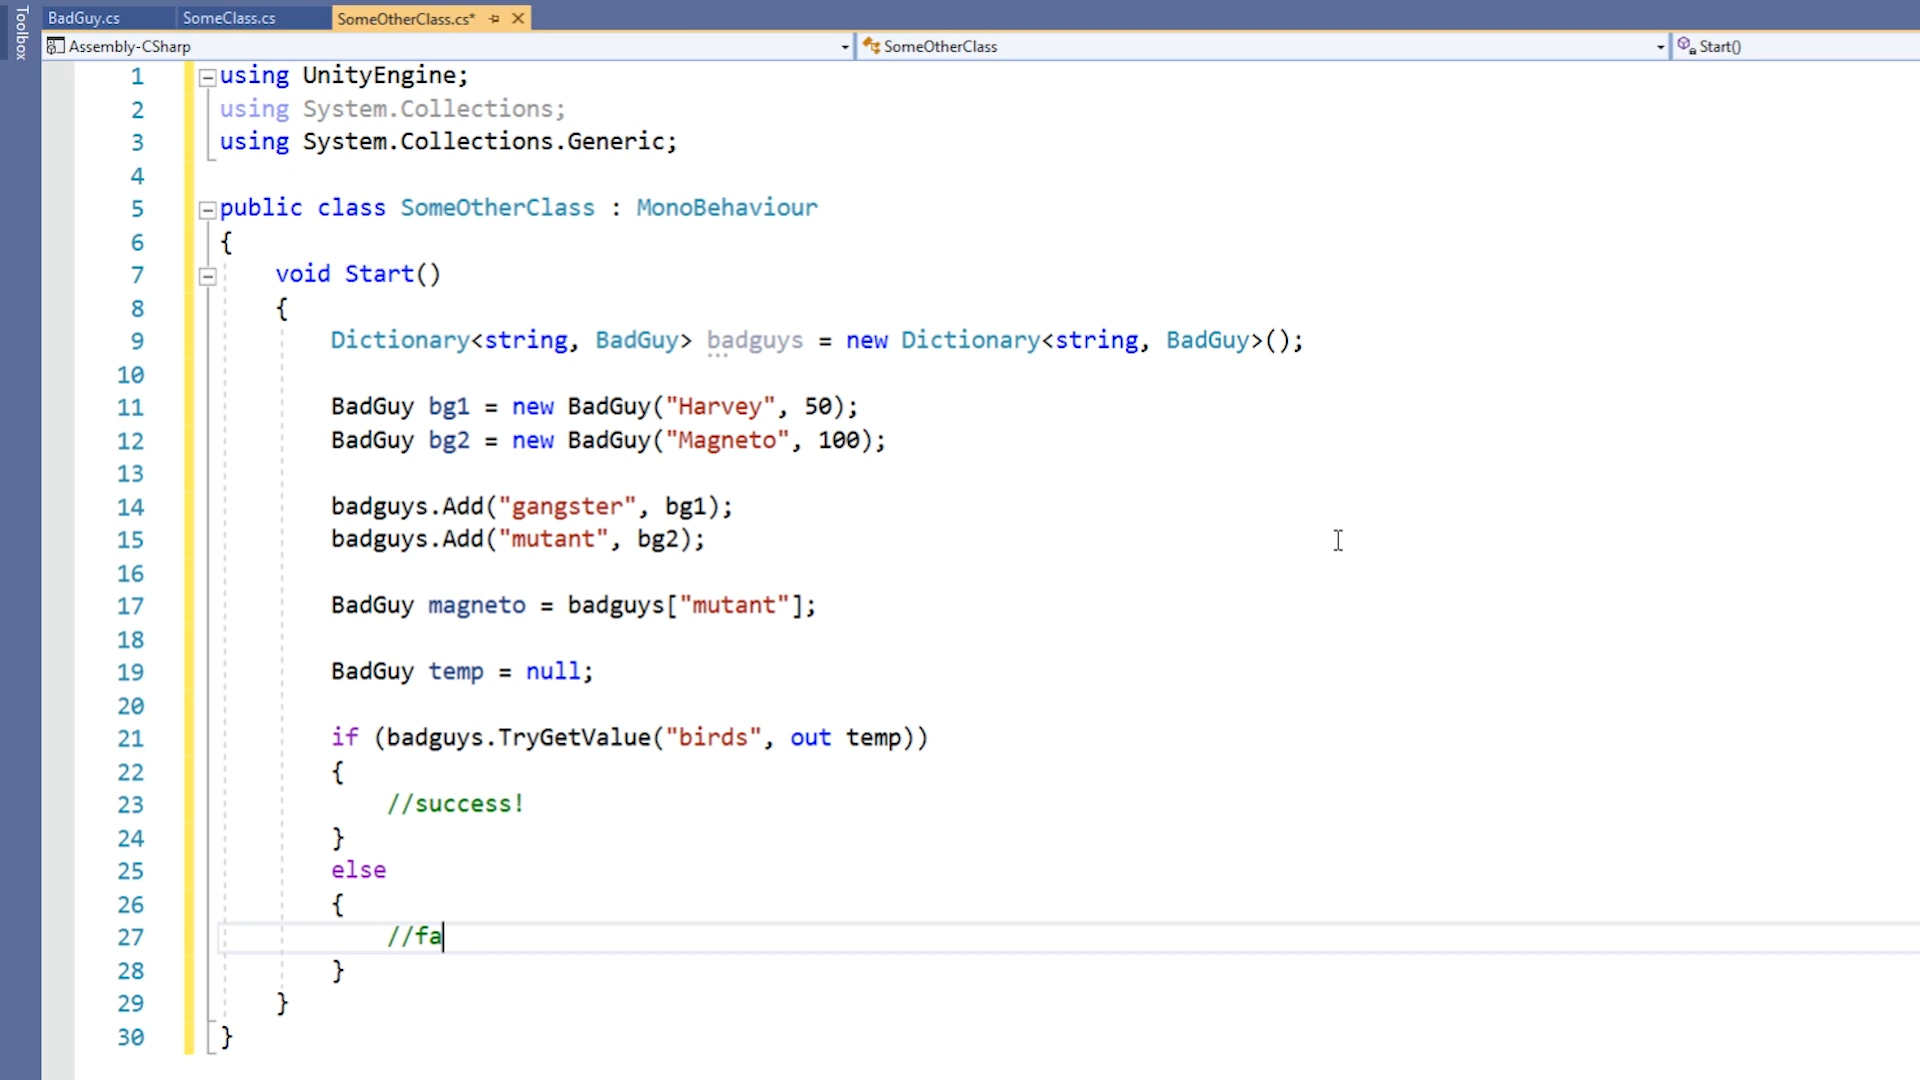 Toolbox
BadGuy.cs SomeClass.cs SomeOtherClass.cs*
Assembly-CSharp SomeOtherClass Start()
1 using UnityEngine;
2 using System.Collections;
3 using System.Collections.Generic;
4
5 public class SomeOtherClass : MonoBehaviour
6 {
7 void Start()
8 {
9 Dictionary<string, BadGuy> badguys = new Dictionary<string, BadGuy>();
10
11 BadGuy bg1 = new BadGuy("Harvey", 50);
12 BadGuy bg2 = new BadGuy("Magneto", 100);
13
14 badguys.Add("gangster", bg1);
15 badguys.Add("mutant", bg2);
16
17 BadGuy magneto = badguys["mutant"];
18
19 BadGuy temp = null;
20
21 if (badguys.TryGetValue("birds", out temp))
22 {
23 //success!
24 }
25 else
26 {
27 //fa
28 }
29 }
30 }